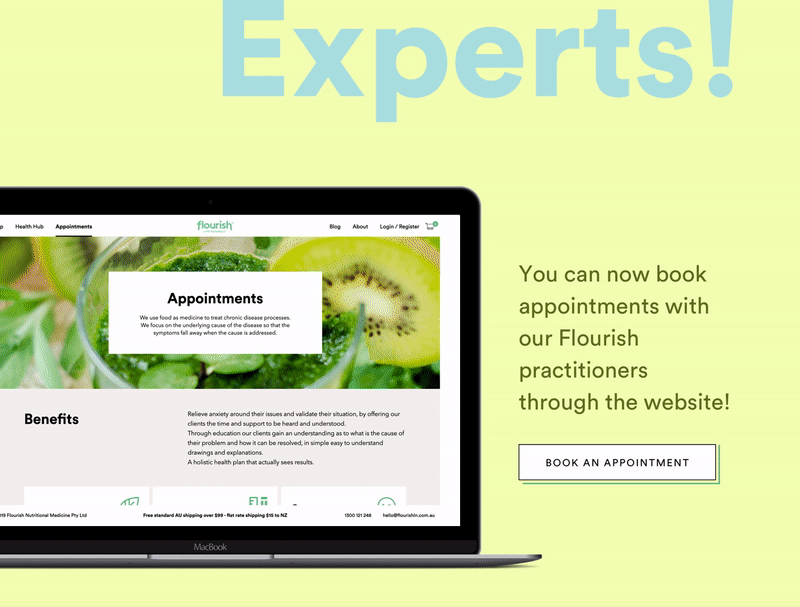 Experts!
Health Hub
Appointments
flourish
Blog
About
Login / Register
Appointments
We use food as medicine to treat chronic disease processes.
We focus on the underlying cause of the disease so that the
symptoms fall away when the cause is addressed.
You can now book
appointments with
our Flourish
practitioners
through the website!
BOOK AN APPOINTMENT
Benefits
Relieve anxiety around their issues and validate their situation, by offering our
clients the time and support to be heard and understood.
Through education our clients gain an understanding as to what is the cause of
their problem and how it can be resolved, in simple easy to understand
drawings and explanations.
A holistic health plan that actually sees results.
19 Flourish Nutritional Medicine Pty Ltd
Free standard AU shipping over $99 - flat rate shipping $15 to NZ
1300 121 248
hello@flourishln.com.au
MacBook